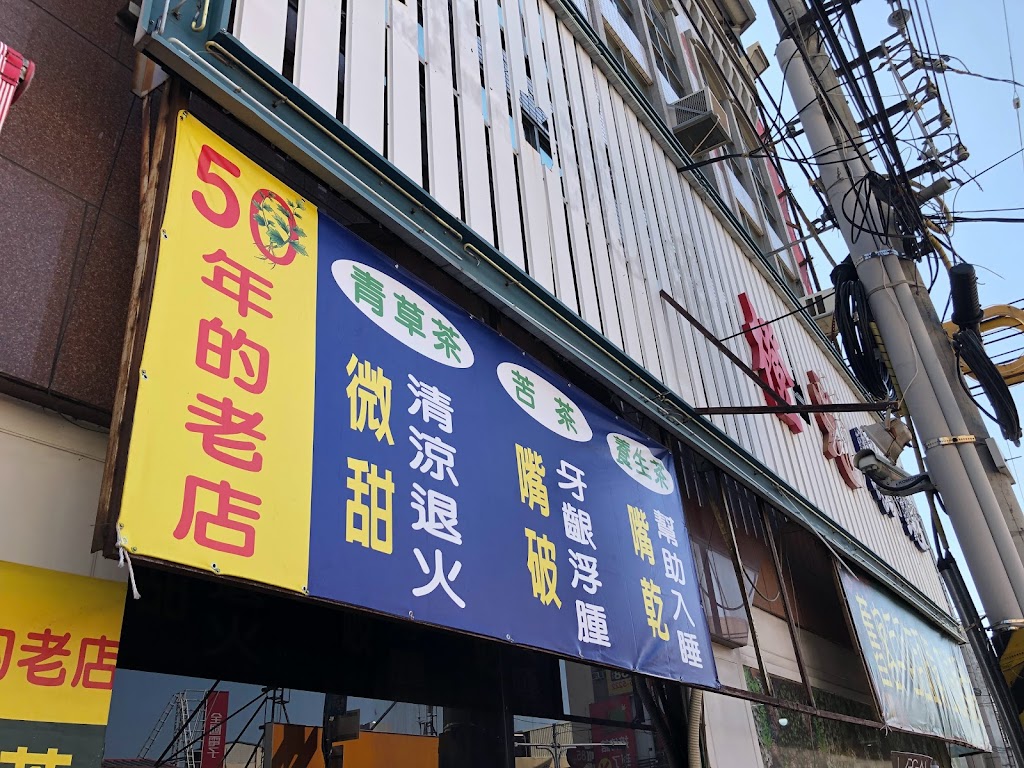 50年的老店
青草茶
微甜
清涼退火
苦茶
嘴破
牙齦浮腫
養生茶
嘴乾
幫助入睡
的老店
茶